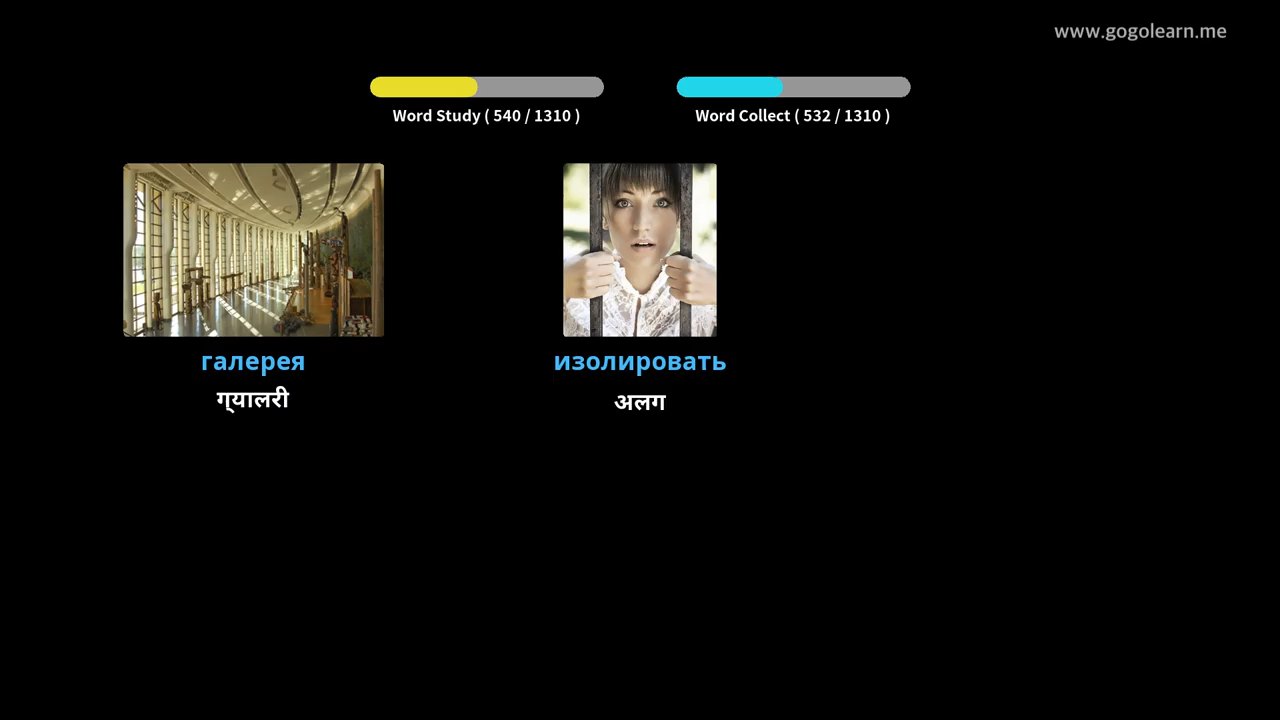 www.gogolearn.me
Word Study ( 540 / 1310 )
Word Collect ( 532 / 1310 )
галерея
изолировать
ग्यालरी
अलग